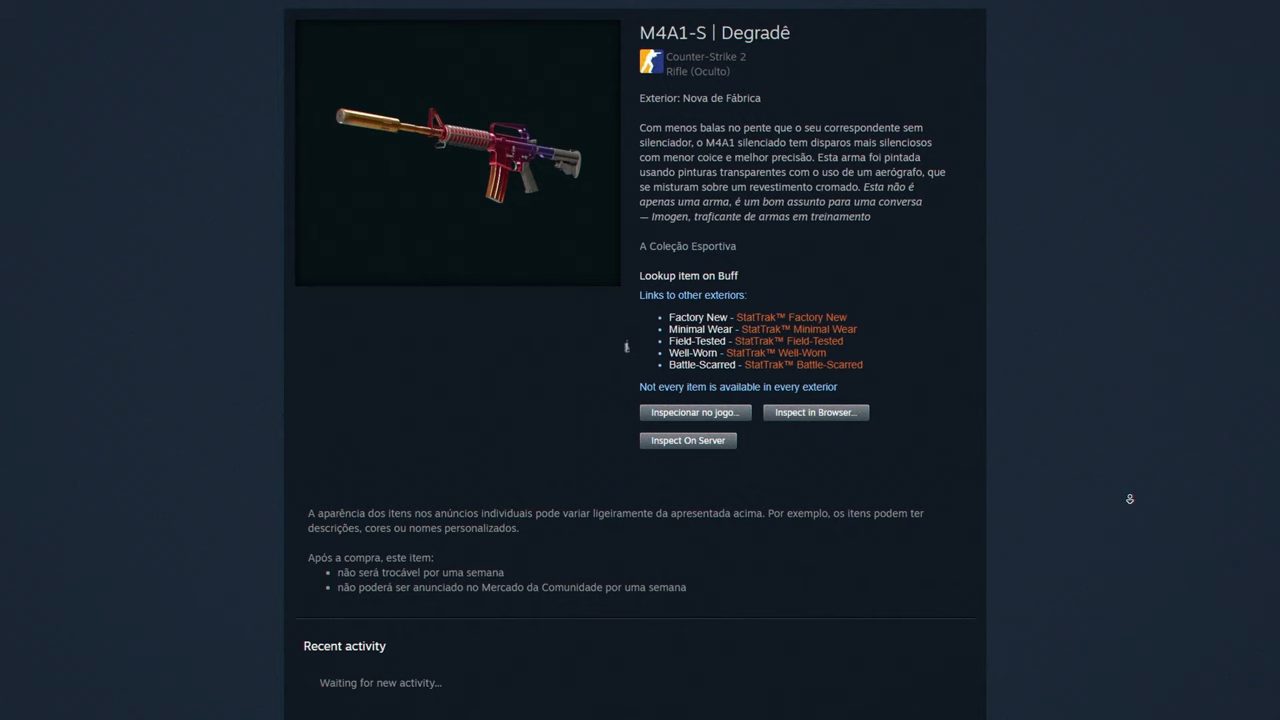 M4A1-S | Degradê
Counter-Strike 2
Rifle (Oculto)
Exterior: Nova de Fábrica
Com menos balas no pente que o seu correspondente sem
silenciador, o M4A1 silenciado tem disparos mais silenciosos
com menor coice e melhor precisão. Esta arma foi pintada
usando pinturas transparentes com o uso de um aerógrafo, que
se misturam sobre um revestimento cromado. Esta não é
apenas uma arma, é um bom assunto para uma conversa
— Imogen, traficante de armas em treinamento
A Coleção Esportiva
Lookup item on Buff
Links to other exteriors:
• Factory New - StatTrak™ Factory New
• Minimal Wear - StatTrak™ Minimal Wear
• Field-Tested - StatTrak™ Field-Tested
• Well-Worn - StatTrak™ Well-Worn
• Battle-Scarred - StatTrak™ Battle-Scarred
Not every item is available in every exterior
Inspecionar no jogo... Inspect in Browser...
Inspect On Server
A aparência dos itens nos anúncios individuais pode variar ligeiramente da apresentada acima. Por exemplo, os itens podem ter
descrições, cores ou nomes personalizados.
Após a compra, este item:
• não será trocável por uma semana
• não poderá ser anunciado no Mercado da Comunidade por uma semana
Recent activity
Waiting for new activity...